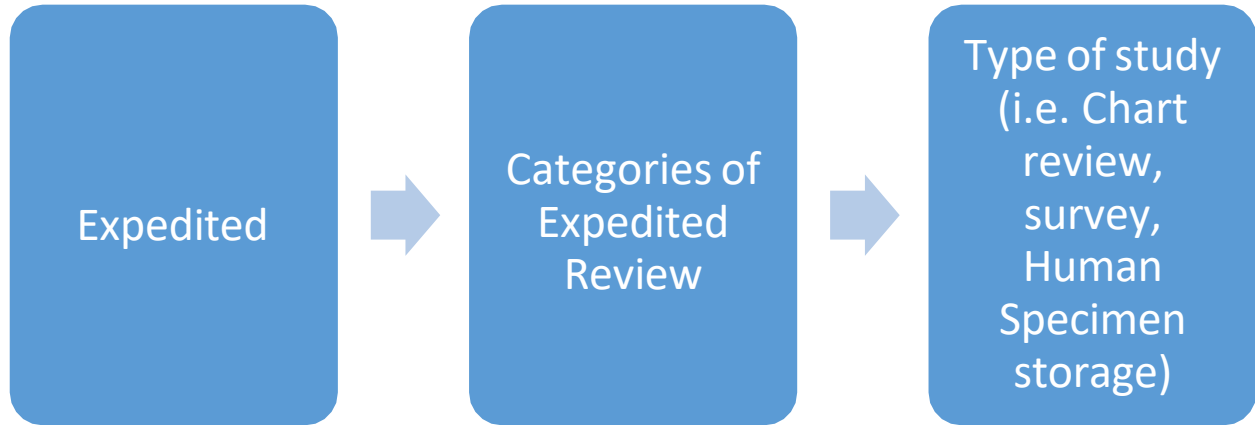 Expedited
Categories of
Expedited
Review
Type of study
(i.e. Chart
review,
survey,
Human
Specimen
storage)